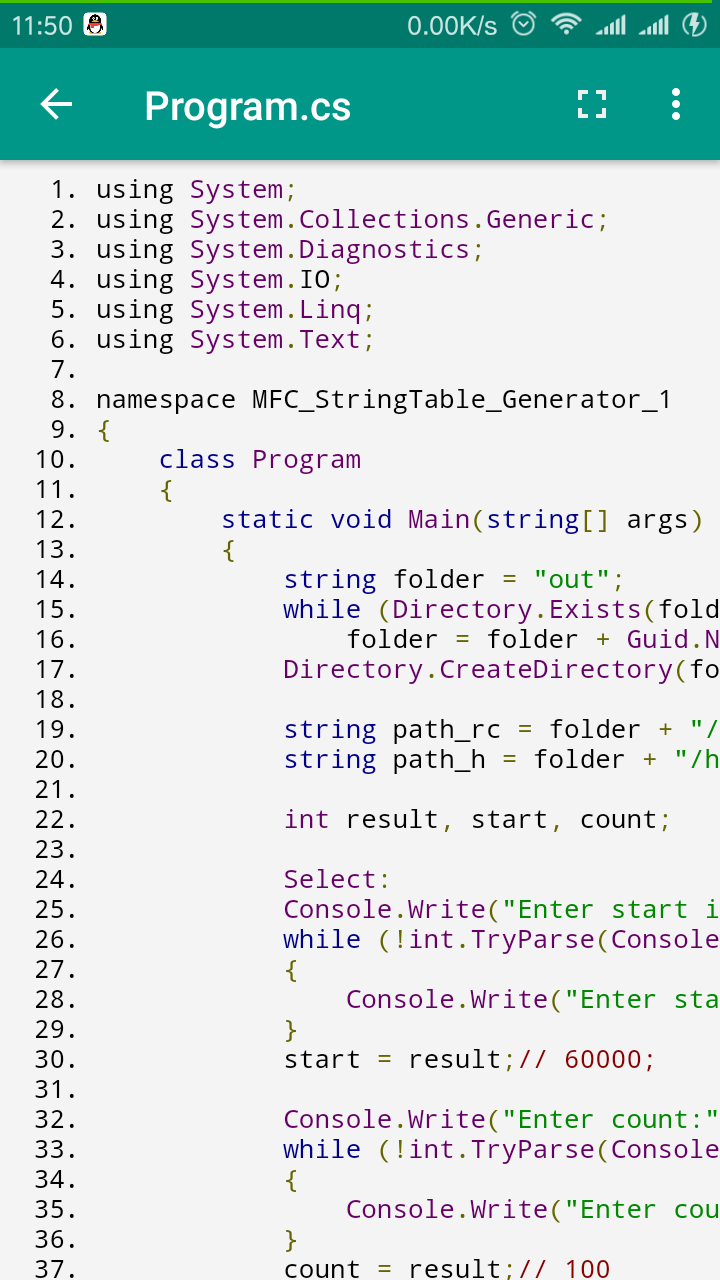 11:50 0.00K/s
Program.cs
1. using System;
2. using System.Collections.Generic;
3. using System.Diagnostics;
4. using System.IO;
5. using System.Linq;
6. using System.Text;
7.
8. namespace MFC_StringTable_Generator_1
9. {
10. class Program
11. {
12. static void Main(string[] args)
13. {
14. string folder = "out";
15. while (Directory.Exists(fold
16. folder = folder + Guid.N
17. Directory.CreateDirectory(fo
18.
19. string path_rc = folder + "/
20. string path_h = folder + "/h
21.
22. int result, start, count;
23.
24. Select:
25. Console.Write("Enter start i
26. while (!int.TryParse(Console
27. {
28. Console.Write("Enter sta
29. }
30. start = result;// 60000;
31.
32. Console.Write("Enter count:"
33. while (!int.TryParse(Console
34. {
35. Console.Write("Enter cou
36. }
37. count = result;// 100